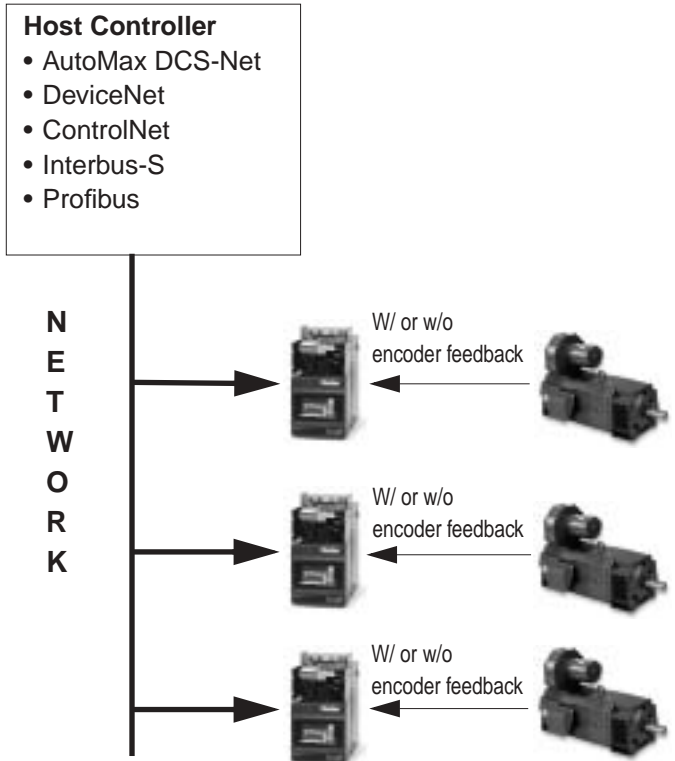 Host Controller
• AutoMax DCS-Net
• DeviceNet
• ControlNet
• Interbus-S
• Profibus
N
E
T
W
O
R
K
W/ or w/o
encoder feedback
W/ or w/o
encoder feedback
W/ or w/o
encoder feedback